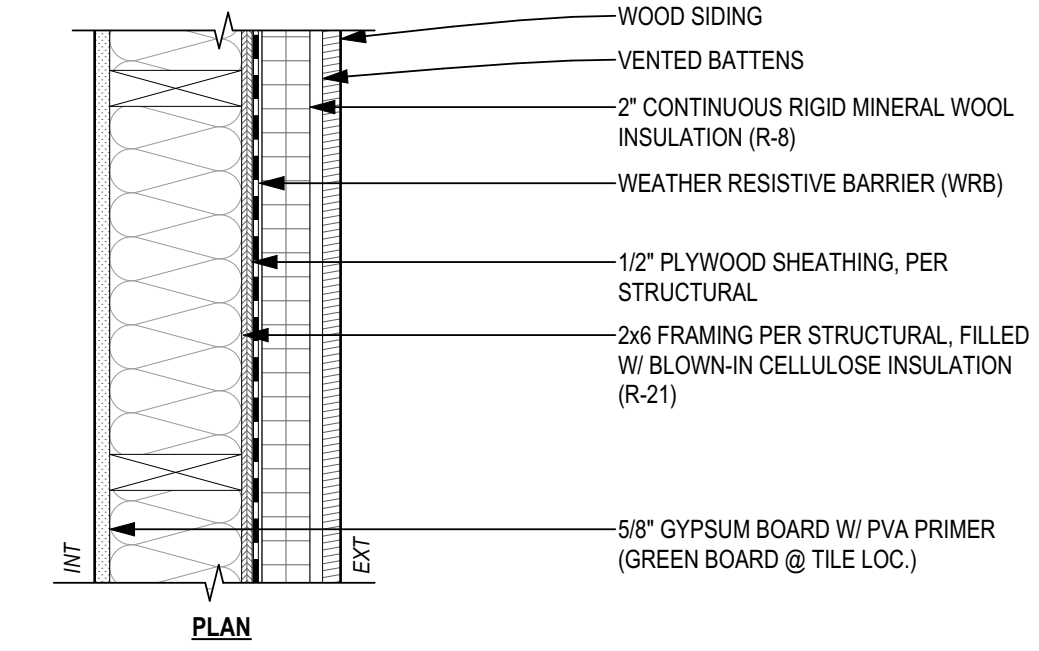 WOOD SIDING
VENTED BATTENS
2" CONTINUOUS RIGID MINERAL WOOL
INSULATION (R-8)
WEATHER RESISTIVE BARRIER (WRB)
1/2" PLYWOOD SHEATHING, PER
STRUCTURAL
2x6 FRAMING PER STRUCTURAL, FILLED
W/ BLOWN-IN CELLULOSE INSULATION
(R-21)
5/8" GYPSUM BOARD W/ PVA PRIMER
(GREEN BOARD @ TILE LOC.)
INT
EXT
PLAN